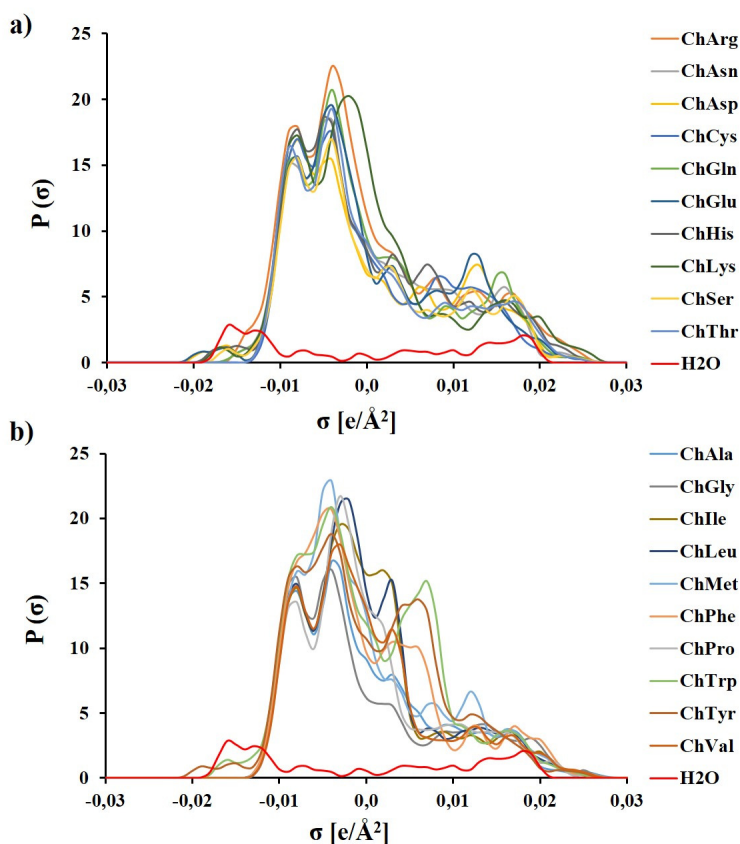 a)
25
20
15
10
5
0
P (σ)
-0,03
-0,02
-0,01
0,0
0,01
0,02
0,03
σ [e/Å²]
ChArg
ChAsn
ChAsp
ChCys
ChGln
ChGlu
ChHis
ChLys
ChSer
ChThr
H2O
b)
25
20
15
10
5
0
P (σ)
-0,03
-0,02
-0,01
0,0
0,01
0,02
0,03
σ [e/Å²]
ChAla
ChGly
ChIle
ChLeu
ChMet
ChPhe
ChPro
ChTrp
ChTyr
ChVal
H2O